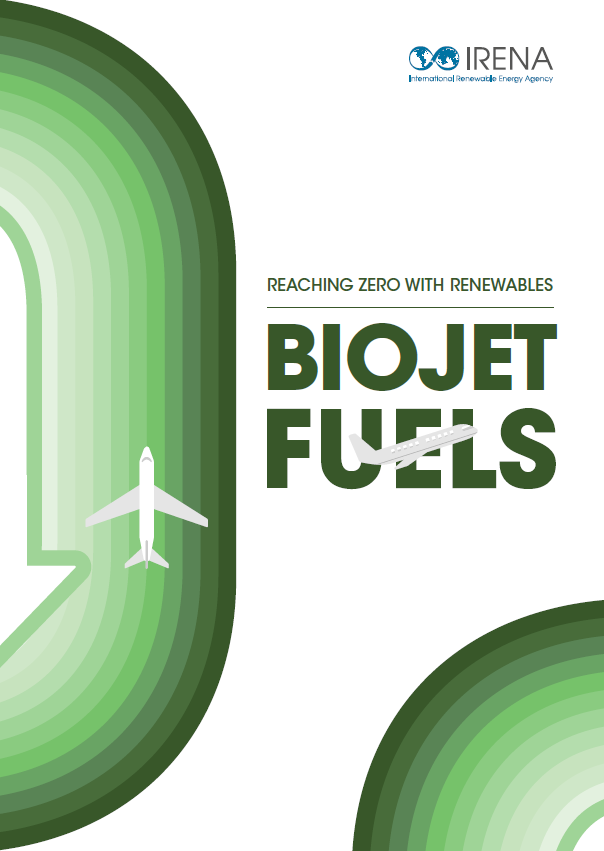 IRENA
International Renewable Energy Agency
REACHING ZERO WITH RENEWABLES
BIOJET
FUELS